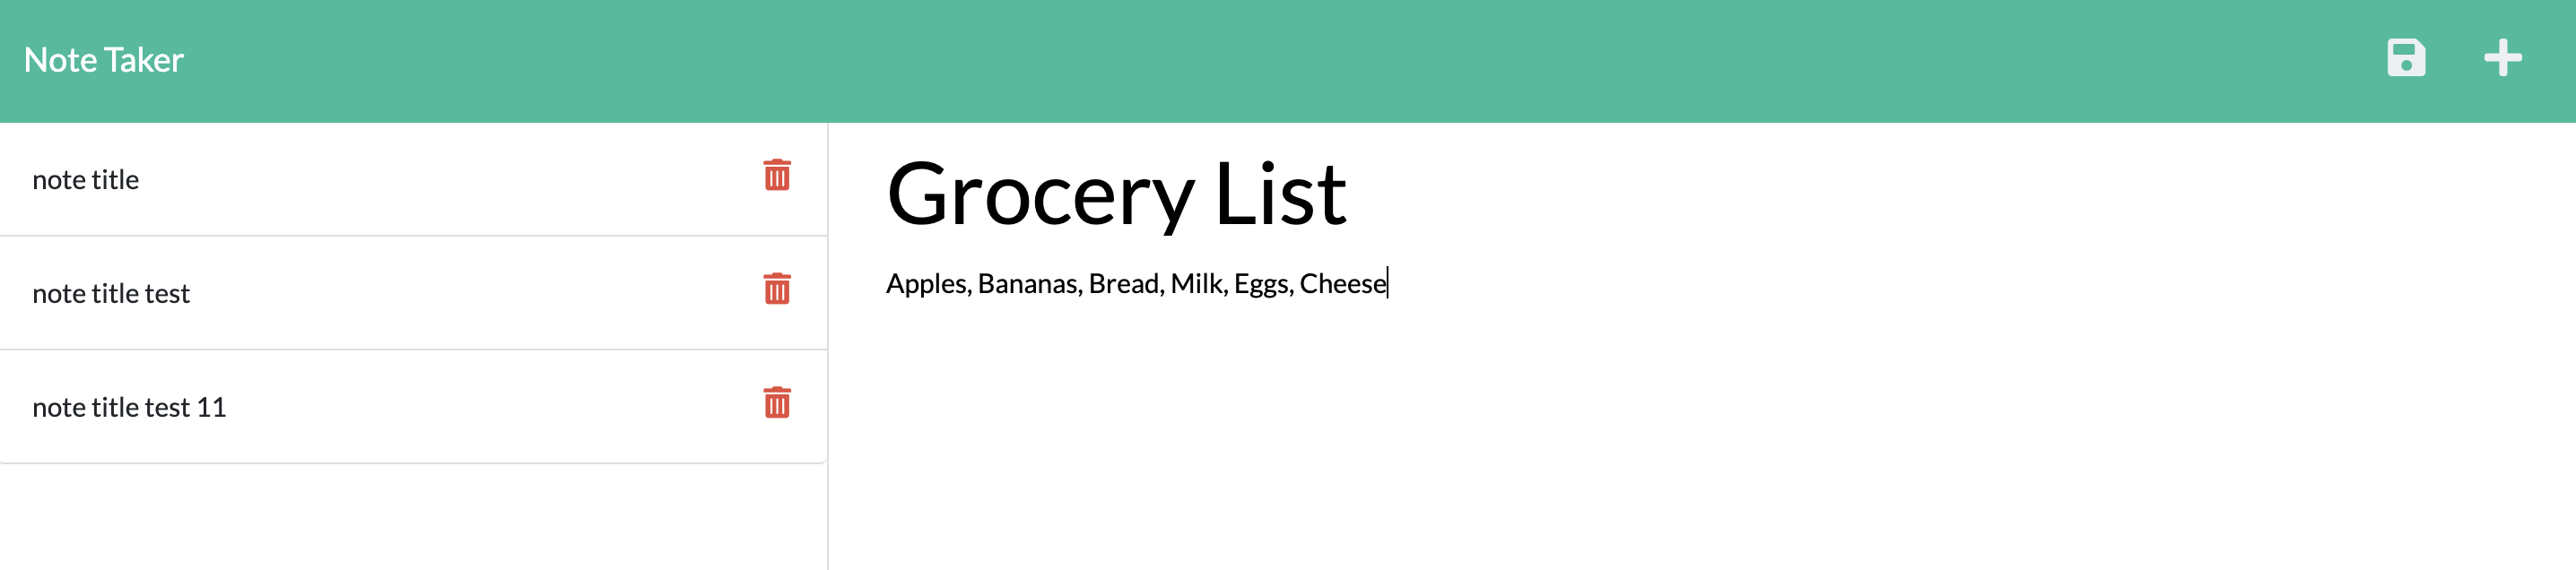 Note Taker
note title
note title test
note title test 11
Grocery List
Apples, Bananas, Bread, Milk, Eggs, Cheese